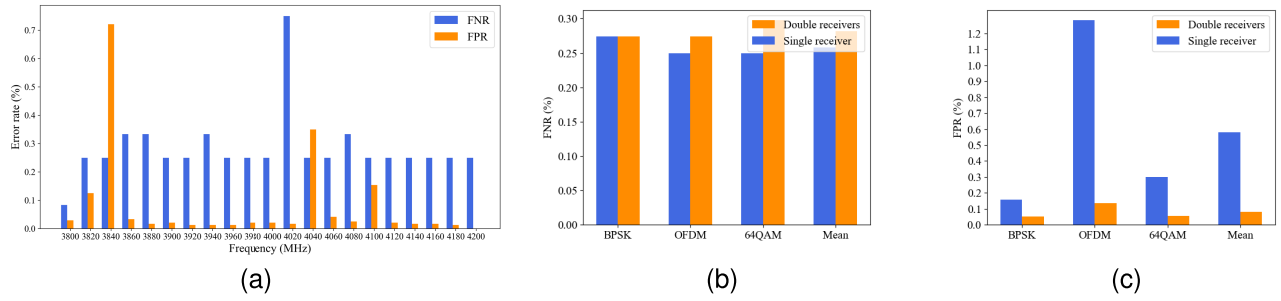 0.7
0.6
0.5
0.4
0.3
0.2
0.1
0.0
Error rate (%)
FNR
FPR
3800 3820 3840 3860 3880 3900 3920 3940 3960 3980 4000 4020 4040 4060 4080 4100 4120 4140 4160 4180 4200
Frequency (MHz)
(a)
0.30
0.25
0.20
0.15
0.10
0.05
0.00
FNR (%)
Double receivers
Single receiver
BPSK OFDM 64QAM Mean
(b)
1.2
1.1
1.0
0.9
0.8
0.7
0.6
0.5
0.4
0.3
0.2
0.1
0.0
FPR (%)
Double receivers
Single receiver
BPSK OFDM 64QAM Mean
(c)